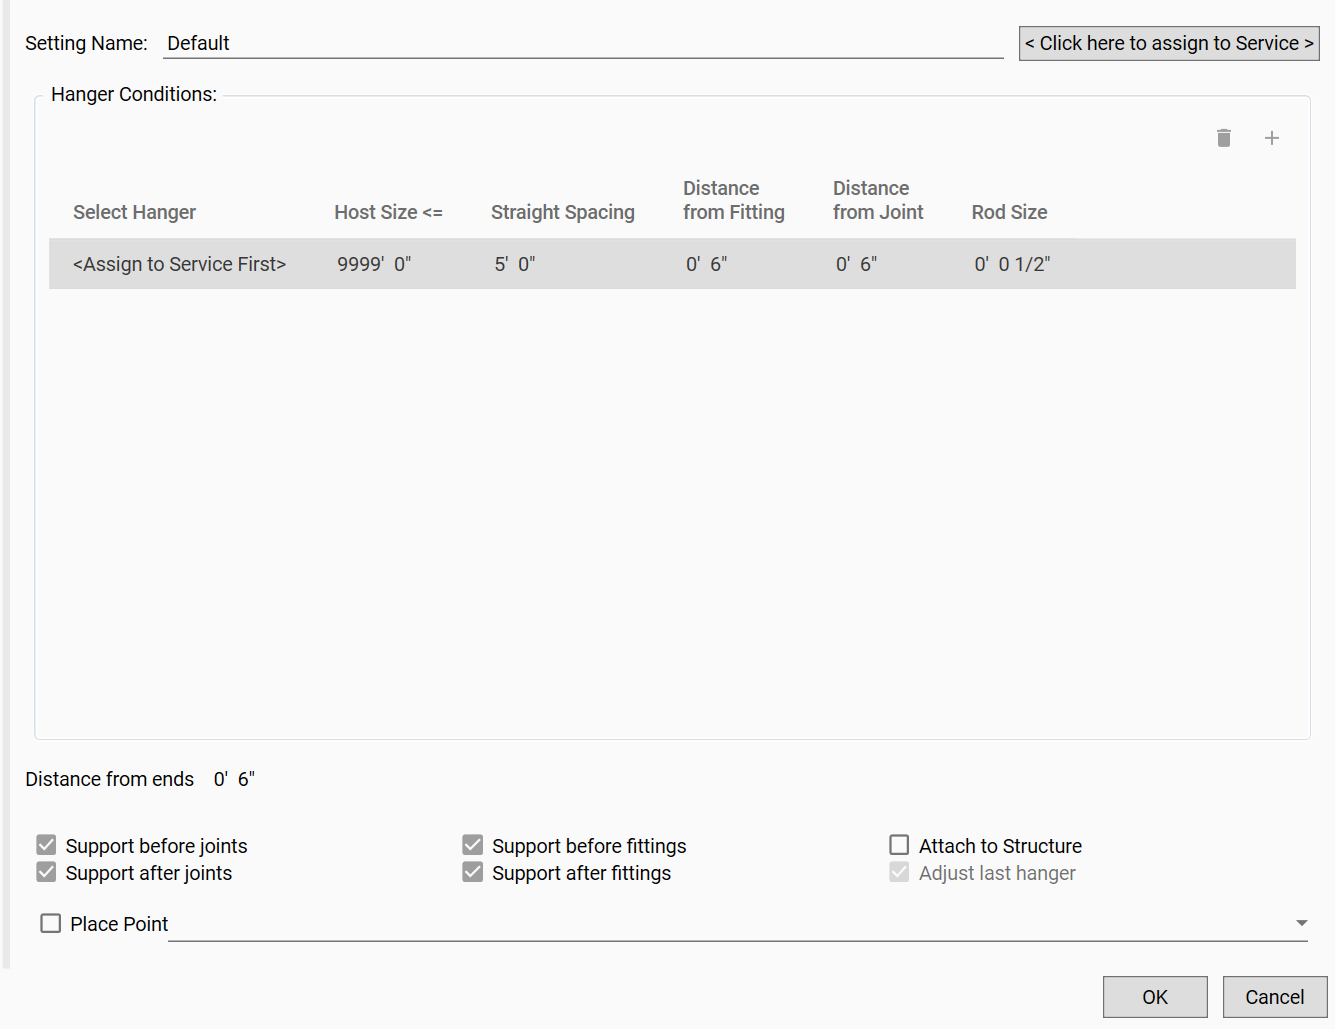 Setting Name: Default < Click here to assign to Service >
Hanger Conditions:
Select Hanger Host Size <= Straight Spacing Distance from Fitting Distance from Joint Rod Size
<Assign to Service First> 9999' 0" 5' 0" 0' 6" 0' 6" 0' 0 1/2"
Distance from ends 0' 6"
Support before joints Support before fittings Attach to Structure
Support after joints Support after fittings Adjust last hanger
Place Point
OK Cancel